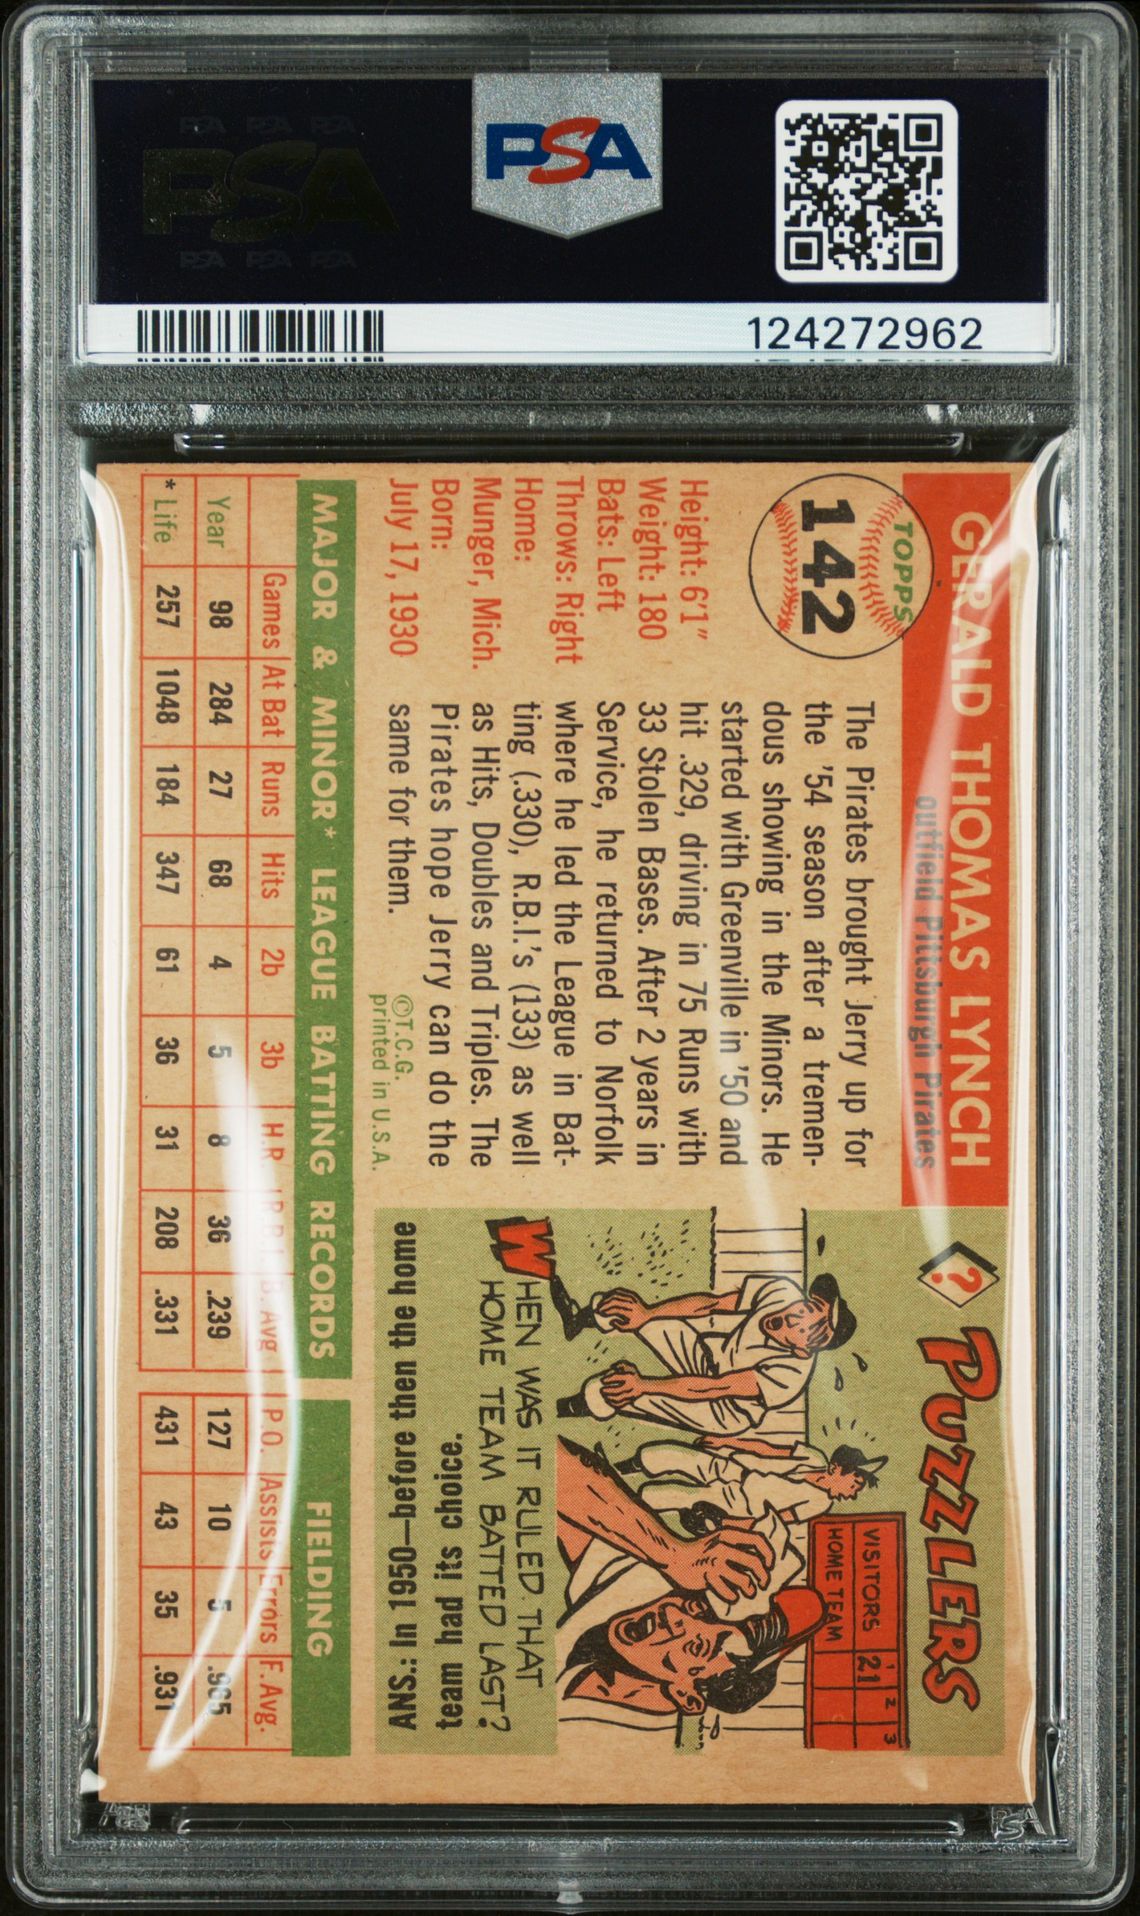 PSA PSA PSA
PSA
PSA PSA PSA
PSA
124272962
GERALD THOMAS LYNCH
outfield Pittsburgh Pirates
TOPPS
142
Height: 6'1"
Weight: 180
Bats: Left
Throws: Right
Home:
Munger, Mich.
Born:
July 17, 1930
The Pirates brought Jerry up for
the '54 season after a tremen-
dous showing in the Minors. He
started with Greenville in '50 and
hit .329, driving in 75 Runs with
33 Stolen Bases. After 2 years in
Service, he returned to Norfolk
where he led the League in Bat-
ting (.330), R.B.I.'s (133) as well
as Hits, Doubles and Triples. The
Pirates hope Jerry can do the
same for them.
©T.C.G.
printed in U.S.A.
? PUZZLERS
VISITORS 21
HOME TEAM
1 2 3
WHEN WAS IT RULED THAT
HOME TEAM BATTED LAST?
ANS.: In 1950—before then the home
team had its choice.
MAJOR & MINOR* LEAGUE BATTING RECORDS FIELDING
Games At Bat Runs Hits 2b 3b H.R. R.B.I. B. Avg P.O. Assists Errors F. Avg.
Year 98 284 27 68 4 5 8 36 .239 127 10 5 .965
* Life 257 1048 184 347 61 36 31 208 .331 431 43 35 .931